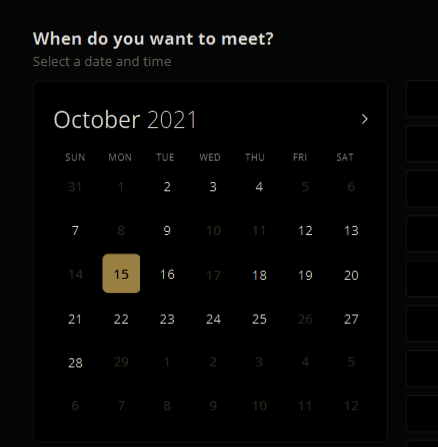 When do you want to meet?
Select a date and time
October 2021
SUN MON TUE WED THU FRI SAT
31 1 2 3 4 5 6
7 8 9 10 11 12 13
14 15 16 17 18 19 20
21 22 23 24 25 26 27
28 29 1 2 3 4 5
6 7 8 9 10 11 12